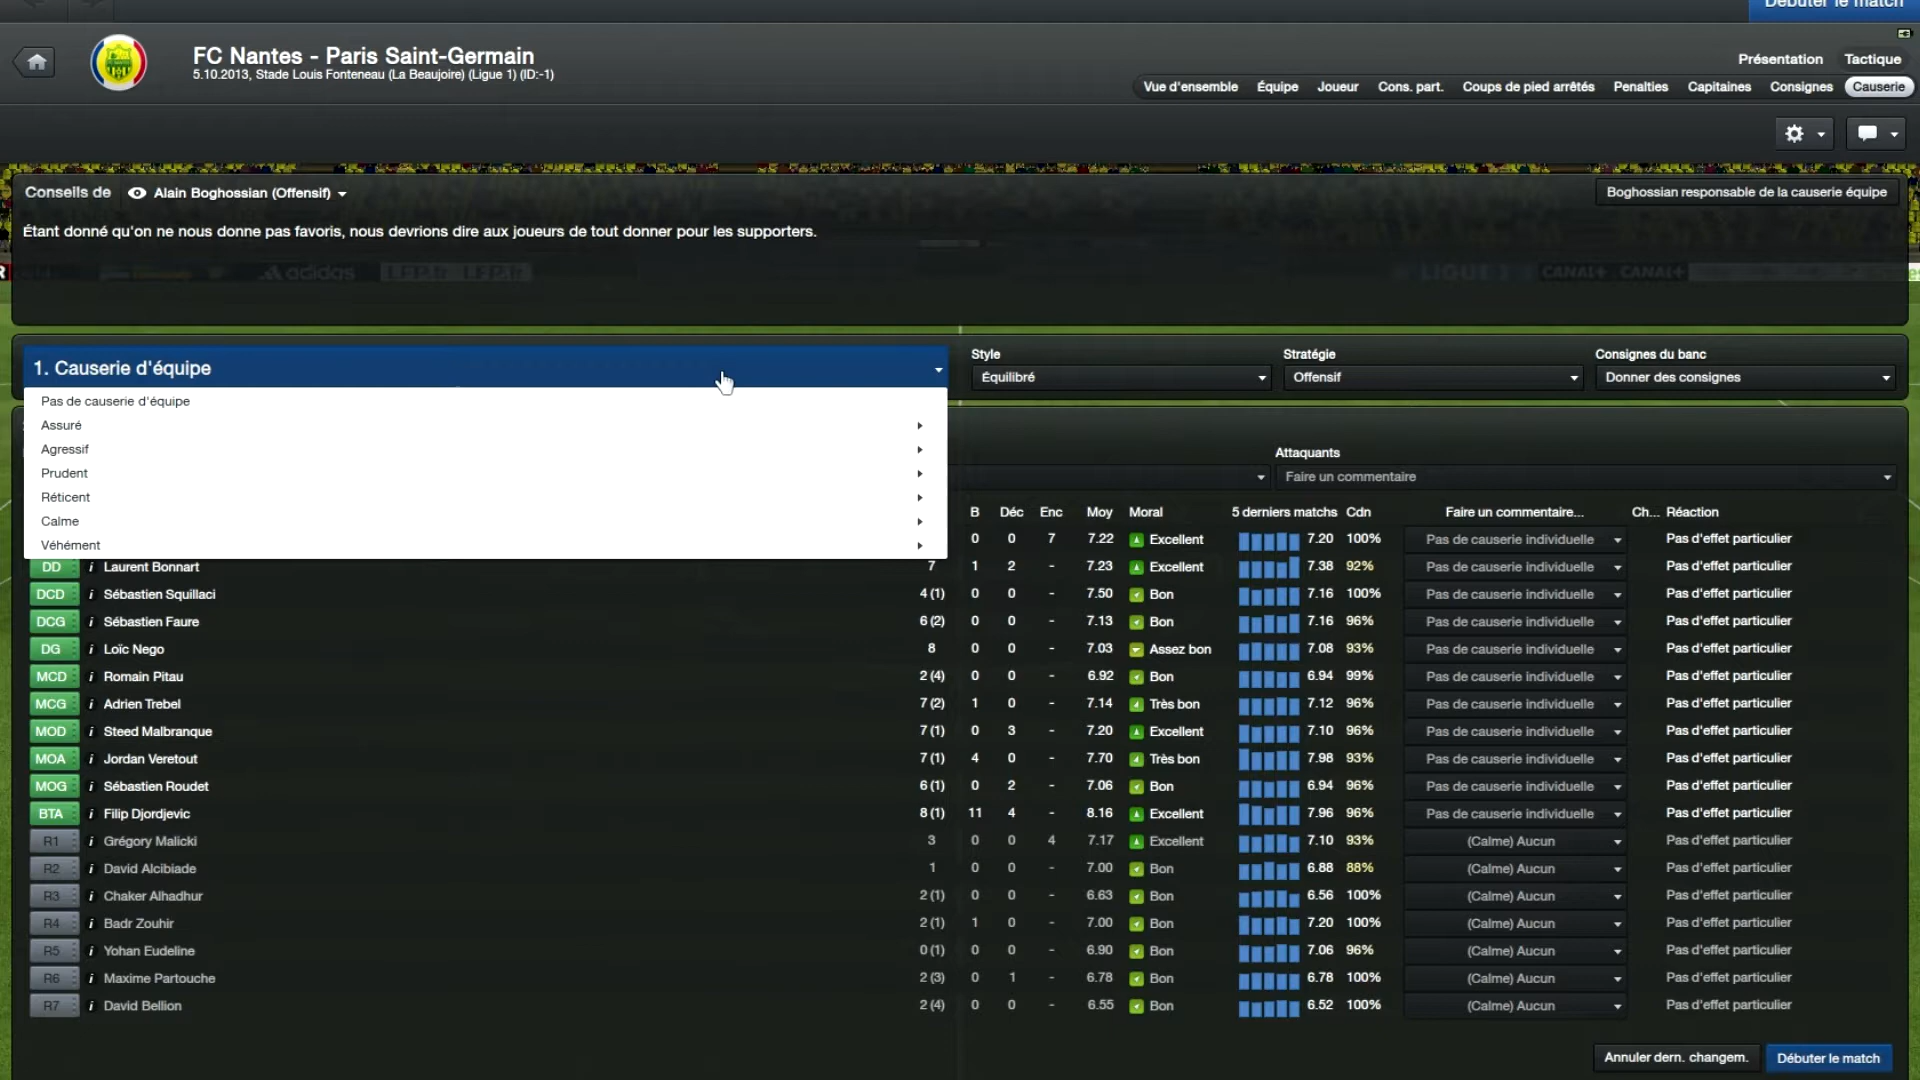 Débuter le match
FC Nantes - Paris Saint-Germain
5.10.2013, Stade Louis Fonteneau (La Beaujoire) (Ligue 1) (ID:-1)
Présentation Tactique
Vue d'ensemble Équipe Joueur Cons. part. Coups de pied arrêtés Penalties Capitaines Consignes Causerie
Conseils de Alain Boghossian (Offensif) Boghossian responsable de la causerie équipe
Étant donné qu'on ne nous donne pas favoris, nous devrions dire aux joueurs de tout donner pour les supporters.
adidas LFP.fr LFP.fr LIGUE 1 CANAL+ CANAL+
1. Causerie d'équipe
Style Stratégie Consignes du banc
Équilibré Offensif Donner des consignes
Pas de causerie d'équipe
Assuré
Agressif
Prudent
Réticent
Calme
Véhément
Attaquants
Faire un commentaire
B Déc Enc Moy Moral 5 derniers matchs Cdn Faire un commentaire... Ch... Réaction
0 0 7 7.22 Excellent 7.20 100% Pas de causerie individuelle Pas d'effet particulier
DD i Laurent Bonnart 7 1 2 - 7.23 Excellent 7.38 92% Pas de causerie individuelle Pas d'effet particulier
DCD i Sébastien Squillaci 4 (1) 0 0 - 7.50 Bon 7.16 100% Pas de causerie individuelle Pas d'effet particulier
DCG i Sébastien Faure 6 (2) 0 0 - 7.13 Bon 7.16 96% Pas de causerie individuelle Pas d'effet particulier
DG i Loïc Nego 8 0 0 - 7.03 Assez bon 7.08 93% Pas de causerie individuelle Pas d'effet particulier
MCD i Romain Pitau 2 (4) 0 0 - 6.92 Bon 6.94 99% Pas de causerie individuelle Pas d'effet particulier
MCG i Adrien Trebel 7 (2) 1 0 - 7.14 Très bon 7.12 96% Pas de causerie individuelle Pas d'effet particulier
MOD i Steed Malbranque 7 (1) 0 3 - 7.20 Excellent 7.10 96% Pas de causerie individuelle Pas d'effet particulier
MOA i Jordan Veretout 7 (1) 4 0 - 7.70 Très bon 7.98 93% Pas de causerie individuelle Pas d'effet particulier
MOG i Sébastien Roudet 6 (1) 0 2 - 7.06 Bon 6.94 96% Pas de causerie individuelle Pas d'effet particulier
BTA i Filip Djordjevic 8 (1) 11 4 - 8.16 Excellent 7.96 96% Pas de causerie individuelle Pas d'effet particulier
R1 i Grégory Malicki 3 0 0 4 7.17 Excellent 7.10 93% (Calme) Aucun Pas d'effet particulier
R2 i David Alcibiade 1 0 0 - 7.00 Bon 6.88 88% (Calme) Aucun Pas d'effet particulier
R3 i Chaker Alhadhur 2 (1) 0 0 - 6.63 Bon 6.56 100% (Calme) Aucun Pas d'effet particulier
R4 i Badr Zouhir 2 (1) 1 0 - 7.00 Bon 7.20 100% (Calme) Aucun Pas d'effet particulier
R5 i Yohan Eudeline 0 (1) 0 0 - 6.90 Bon 7.06 96% (Calme) Aucun Pas d'effet particulier
R6 i Maxime Partouche 2 (3) 0 1 - 6.78 Bon 6.78 100% (Calme) Aucun Pas d'effet particulier
R7 i David Bellion 2 (4) 0 0 - 6.55 Bon 6.52 100% (Calme) Aucun Pas d'effet particulier
Annuler dern. changem. Débuter le match